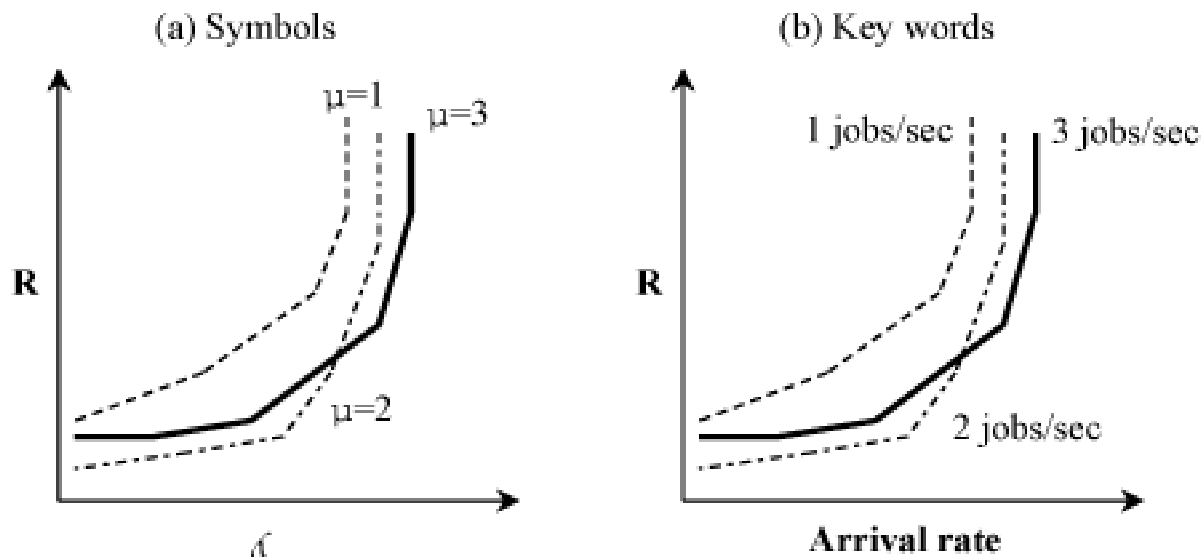 (a) Symbols
μ=1
μ=3
R
μ=2
(b) Key words
1 jobs/sec
3 jobs/sec
R
2 jobs/sec
Arrival rate